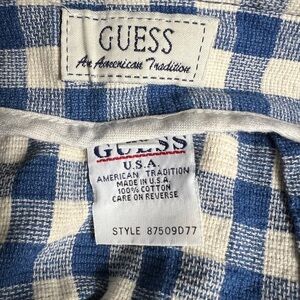 GUESS
An American Tradition
GUESS
U.S.A.
AMERICAN TRADITION
MADE IN U.S.A.
100% COTTON
CARE ON REVERSE
STYLE 87509D77